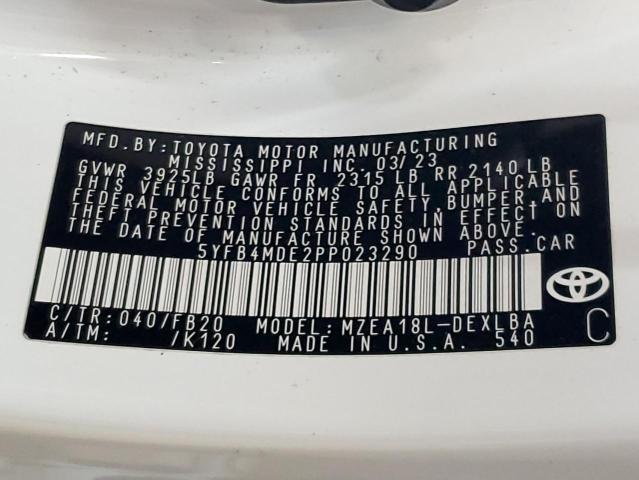 MFD. BY: TOYOTA MOTOR MANUFACTURING
MISSISSIPPI INC. 03/23
GVWR 3925LB GAWR FR 2315 LB RR 2140 LB
THIS VEHICLE CONFORMS TO ALL APPLICABLE
FEDERAL MOTOR VEHICLE SAFETY, BUMPER, AND
THEFT PREVENTION STANDARDS IN EFFECT ON
THE DATE OF MANUFACTURE SHOWN ABOVE.
5YFB4MDE2PP023290 PASS. CAR
C/TR: 040/FB20 MODEL: MZEA18L-DEXLBA
A/TM: /K120 MADE IN U.S.A. 540
C